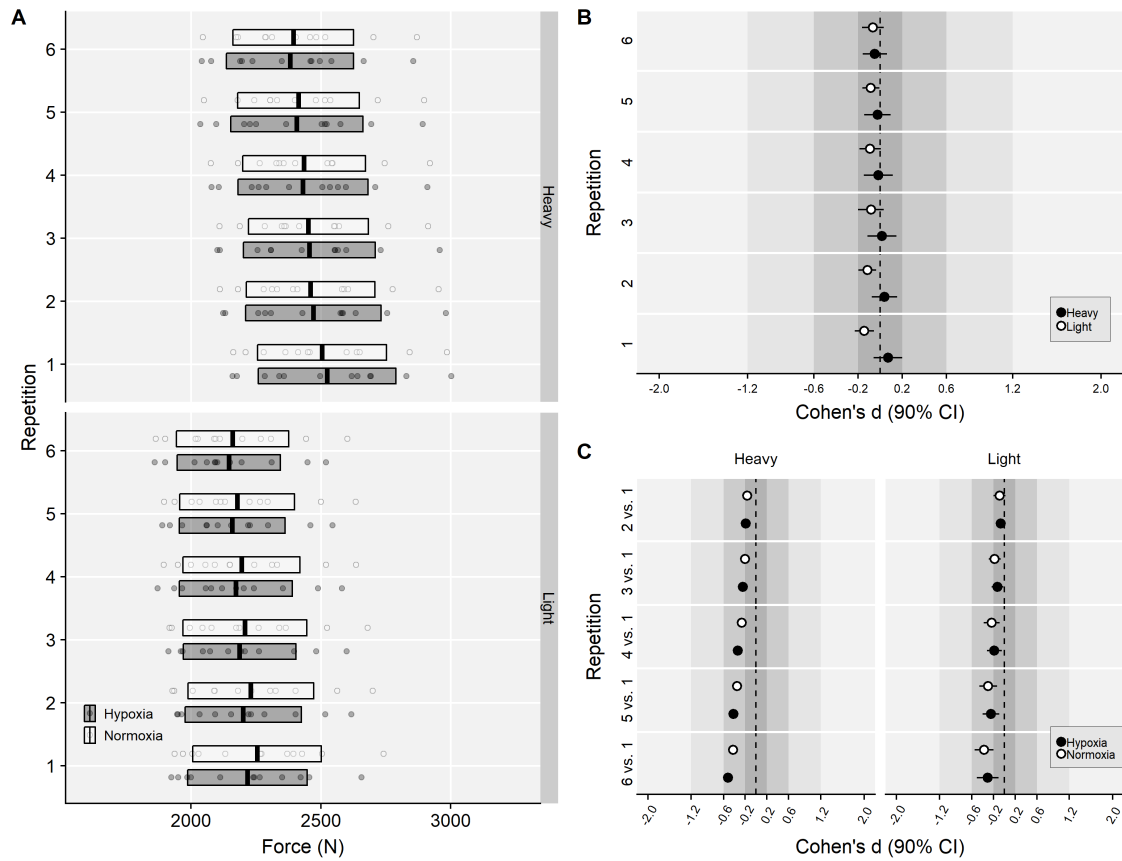 A
6
5
4
3
2
1
Heavy
6
5
4
3
2
1
Light
Repetition
Hypoxia
Normoxia
2000
2500
3000
Force (N)
B
6
5
4
3
2
1
Repetition
Heavy
Light
-2.0
-1.2
-0.6
-0.2
0.2
0.6
1.2
2.0
Cohen's d (90% CI)
C
Heavy
Light
2 vs. 1
3 vs. 1
4 vs. 1
5 vs. 1
6 vs. 1
Repetition
Hypoxia
Normoxia
-2.0
-1.2
-0.6
-0.2
0.2
0.6
1.2
2.0
-2.0
-1.2
-0.6
-0.2
0.2
0.6
1.2
2.0
Cohen's d (90% CI)